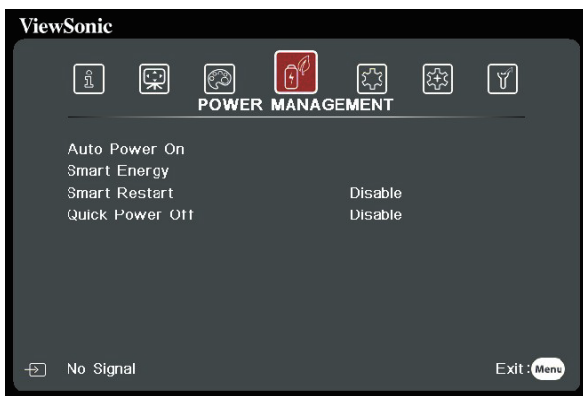 ViewSonic
POWER MANAGEMENT
Auto Power On
Smart Energy
Smart Restart Disable
Quick Power Off Disable
No Signal Exit: Menu